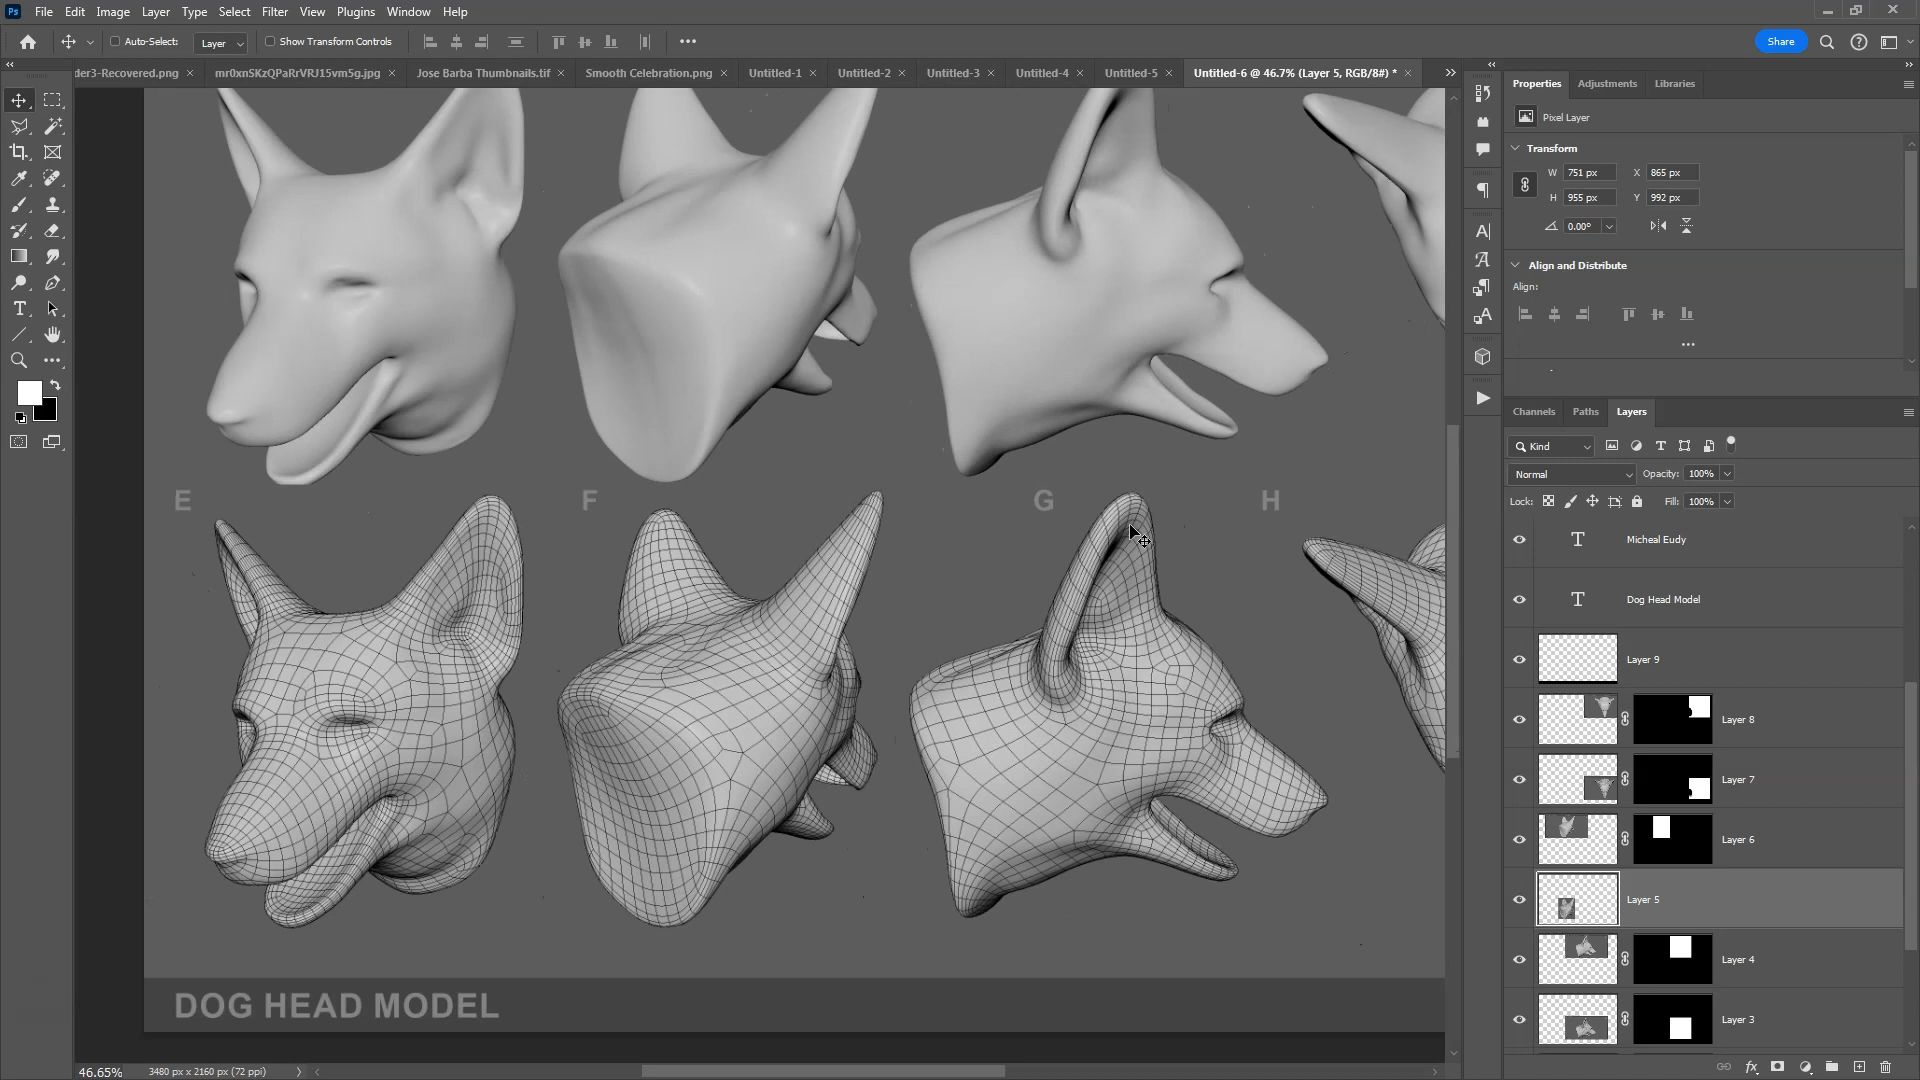 Ps File Edit Image Layer Type Select Filter View Plugins Window Help
Auto-Select: Layer Show Transform Controls Share
der3-Recovered.png mr0xnSKzQPaRrVRJ15vm5g.jpg Jose Barba Thumbnails.tif Smooth Celebration.png Untitled-1 Untitled-2 Untitled-3 Untitled-4 Untitled-5 Untitled-6 @ 46.7% (Layer 5, RGB/8#) *
Properties Adjustments Libraries
Pixel Layer
Transform
W 751 px X 865 px
H 955 px Y 992 px
0.00°
Align and Distribute
Align:
Channels Paths Layers
Kind
Normal Opacity: 100%
Lock: Fill: 100%
Micheal Eudy
Dog Head Model
Layer 9
Layer 8
Layer 7
Layer 6
Layer 5
Layer 4
Layer 3
E F G H
DOG HEAD MODEL
46.65% 3480 px x 2160 px (72 ppi)